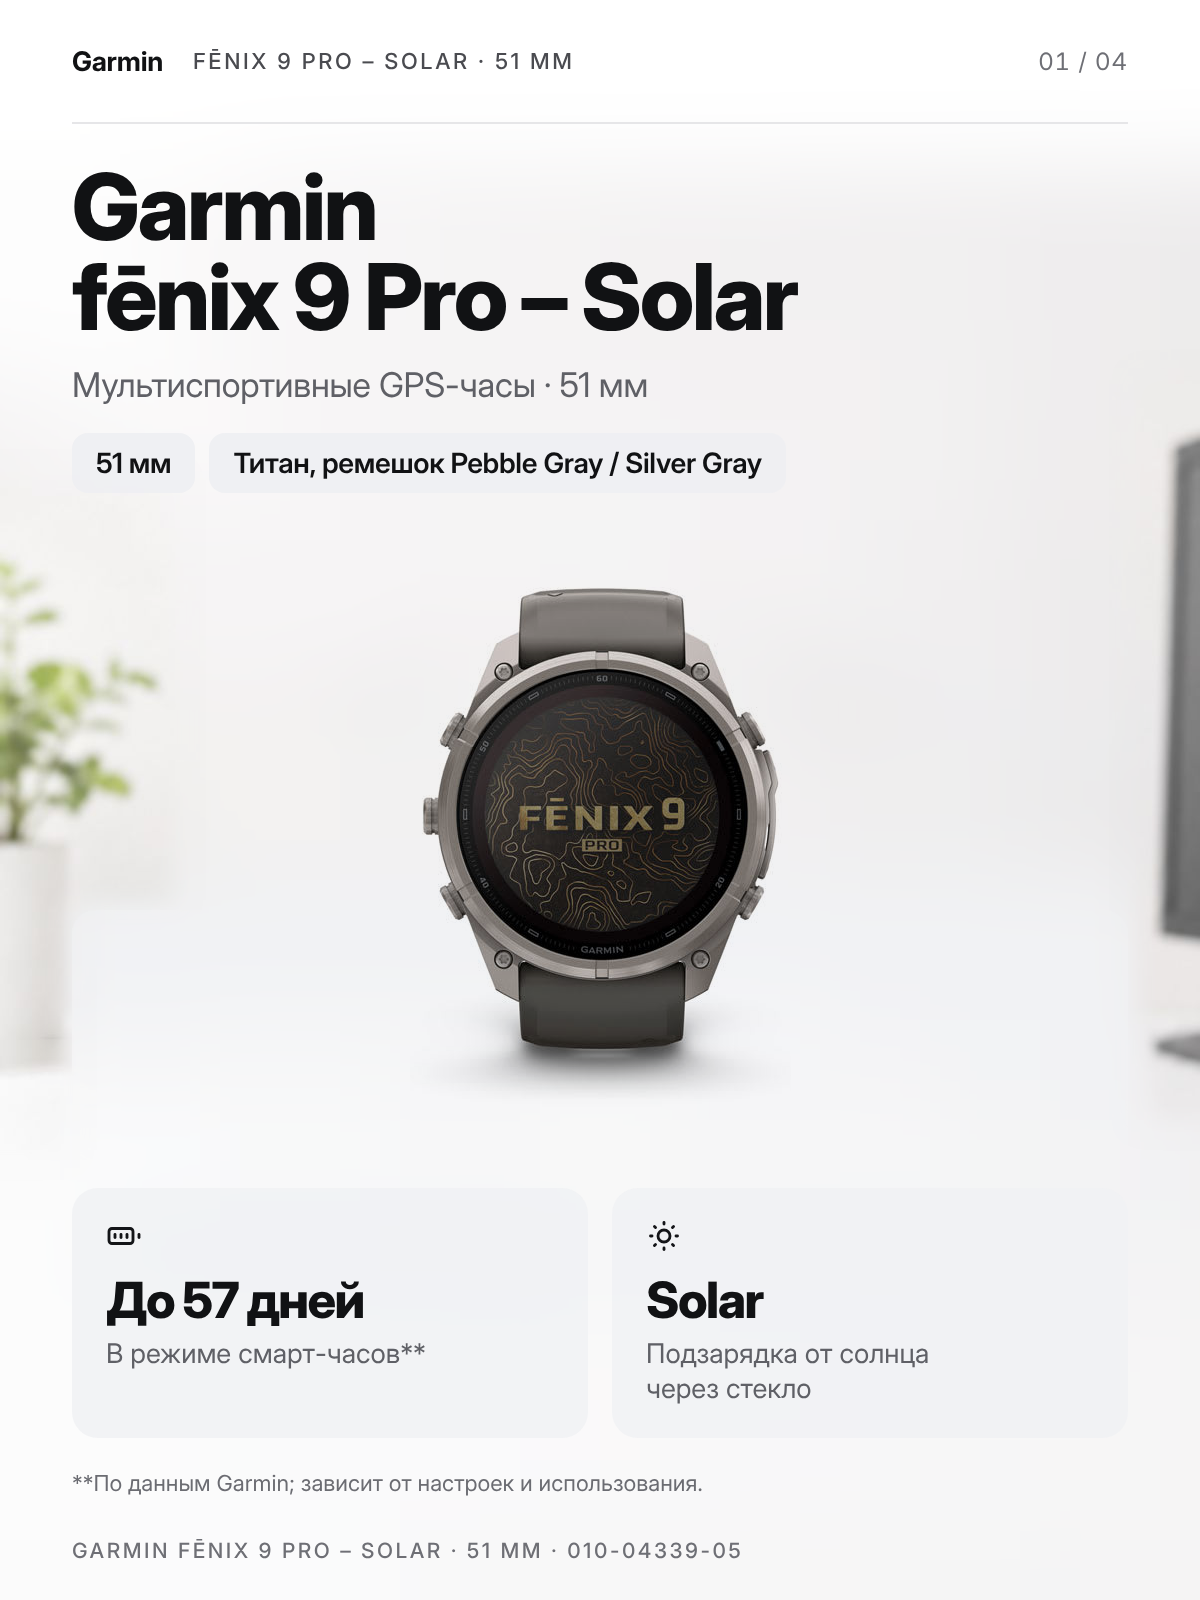 Garmin FĒNIX 9 PRO – SOLAR · 51 MM 01 / 04
Garmin
fēnix 9 Pro – Solar
Мультиспортивные GPS-часы · 51 мм
51 мм Титан, ремешок Pebble Gray / Silver Gray
60
50
FĒNIX 9
PRO
40
20
GARMIN
До 57 дней
В режиме смарт-часов**
Solar
Подзарядка от солнца
через стекло
**По данным Garmin; зависит от настроек и использования.
GARMIN FĒNIX 9 PRO – SOLAR · 51 MM · 010-04339-05